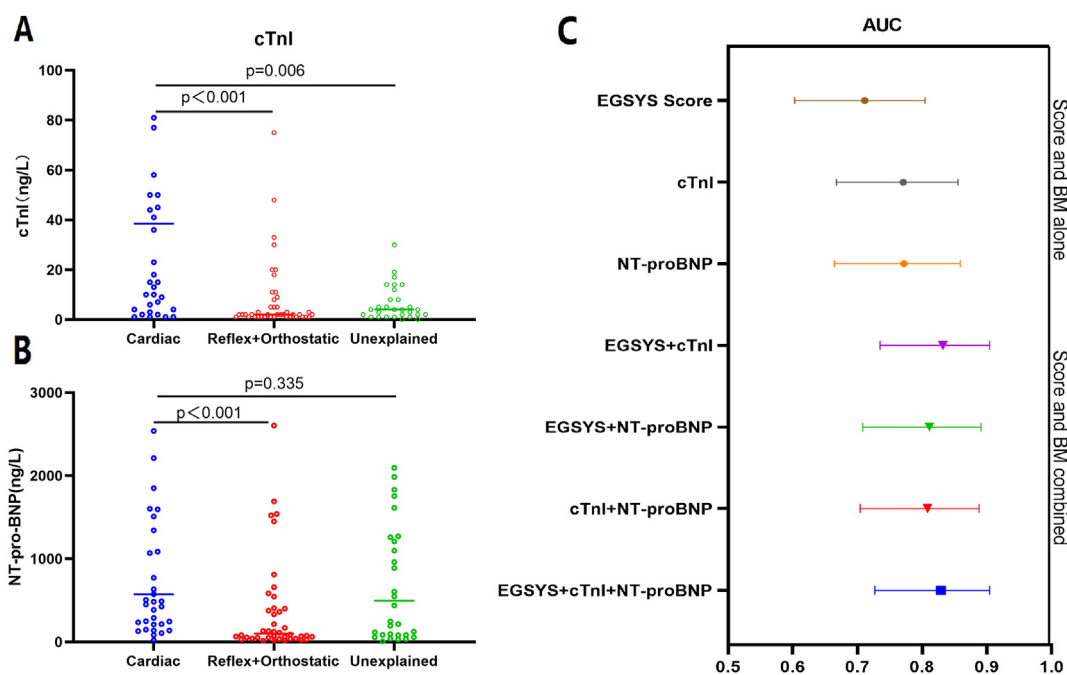 A
cTnI
cTnI(ng/L)
100
80
60
40
20
0
p=0.006
p<0.001
Cardiac
Reflex+Orthostatic
Unexplained
B
NT-pro-BNP(ng/L)
3000
2000
1000
0
p=0.335
p<0.001
Cardiac
Reflex+Orthostatic
Unexplained
C
AUC
EGSYS Score
cTnI
NT-proBNP
EGSYS+cTnI
EGSYS+NT-proBNP
cTnI+NT-proBNP
EGSYS+cTnI+NT-proBNP
Score and BM alone
Score and BM combined
0.5
0.6
0.7
0.8
0.9
1.0